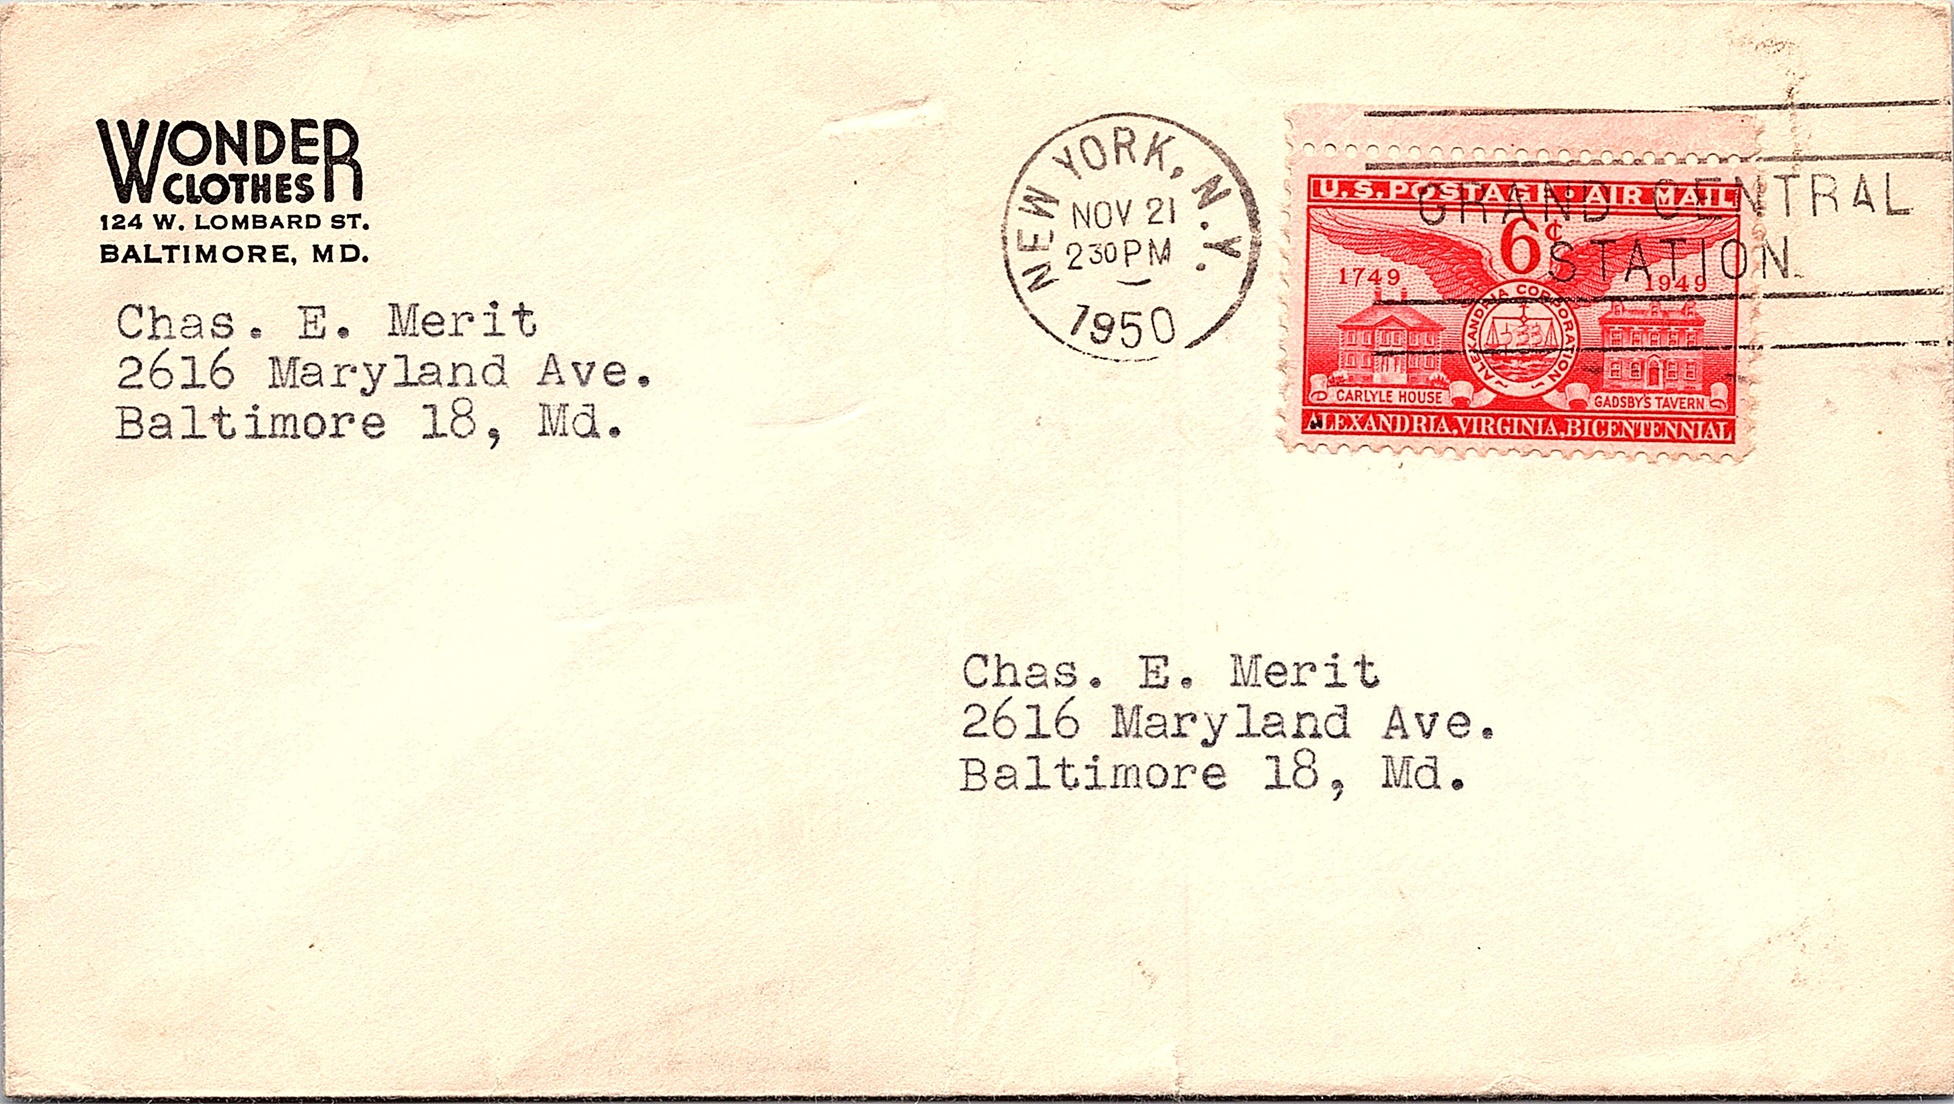 WONDER
CLOTHES
124 W. LOMBARD ST.
BALTIMORE, MD.
Chas. E. Merit
2616 Maryland Ave.
Baltimore 18, Md.
NEW YORK, N.Y.
NOV 21
230 PM
1950
GRAND CENTRAL
STATION
U.S. POSTAGE AIR MAIL
6¢
1749
1949
ALEXANDRIA CORPORATION
CARLYLE HOUSE
GADSBY'S TAVERN
ALEXANDRIA, VIRGINIA, BICENTENNIAL
Chas. E. Merit
2616 Maryland Ave.
Baltimore 18, Md.